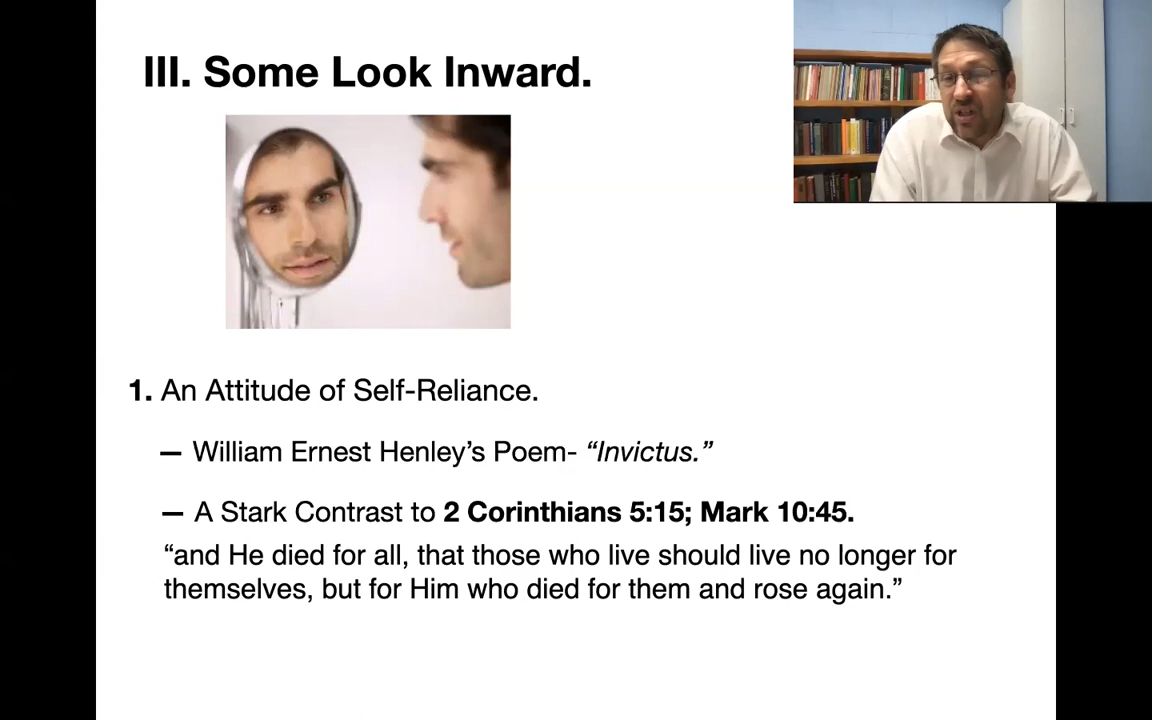 III. Some Look Inward.
1. An Attitude of Self-Reliance.
— William Ernest Henley’s Poem- “Invictus.”
— A Stark Contrast to 2 Corinthians 5:15; Mark 10:45.
“and He died for all, that those who live should live no longer for
themselves, but for Him who died for them and rose again.”